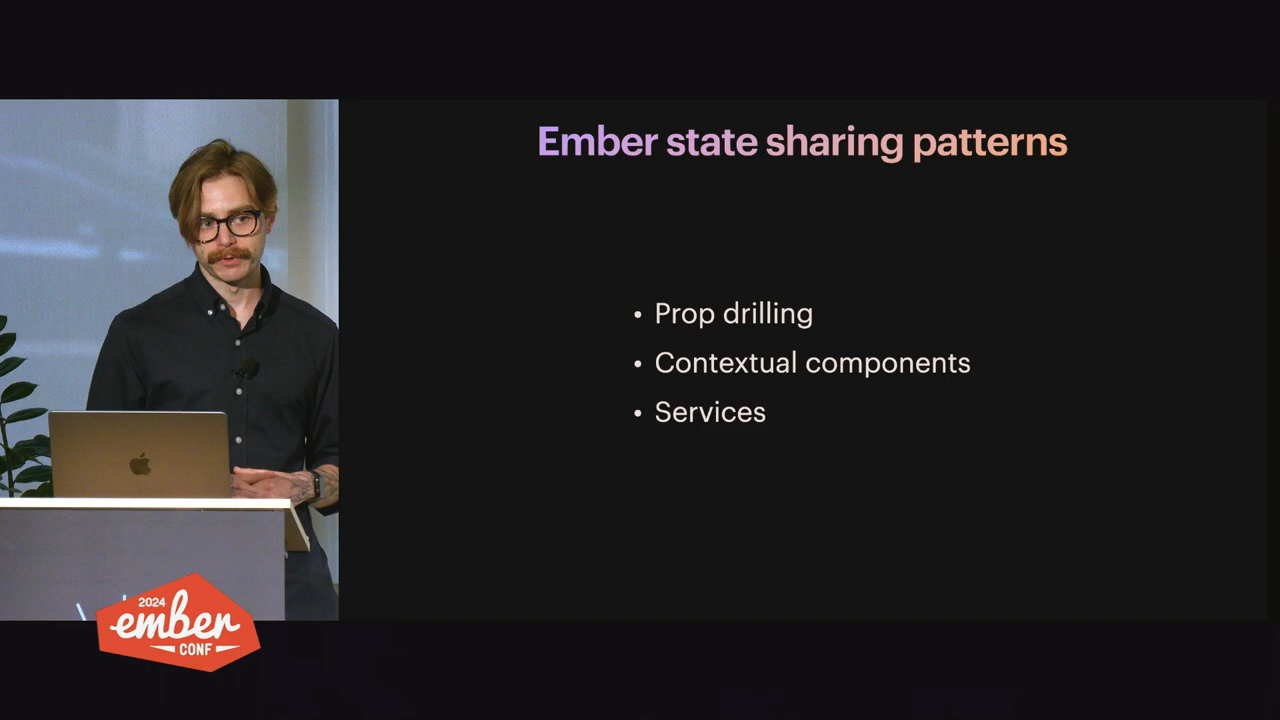 Ember state sharing patterns
• Prop drilling
• Contextual components
• Services
2024
ember
CONF